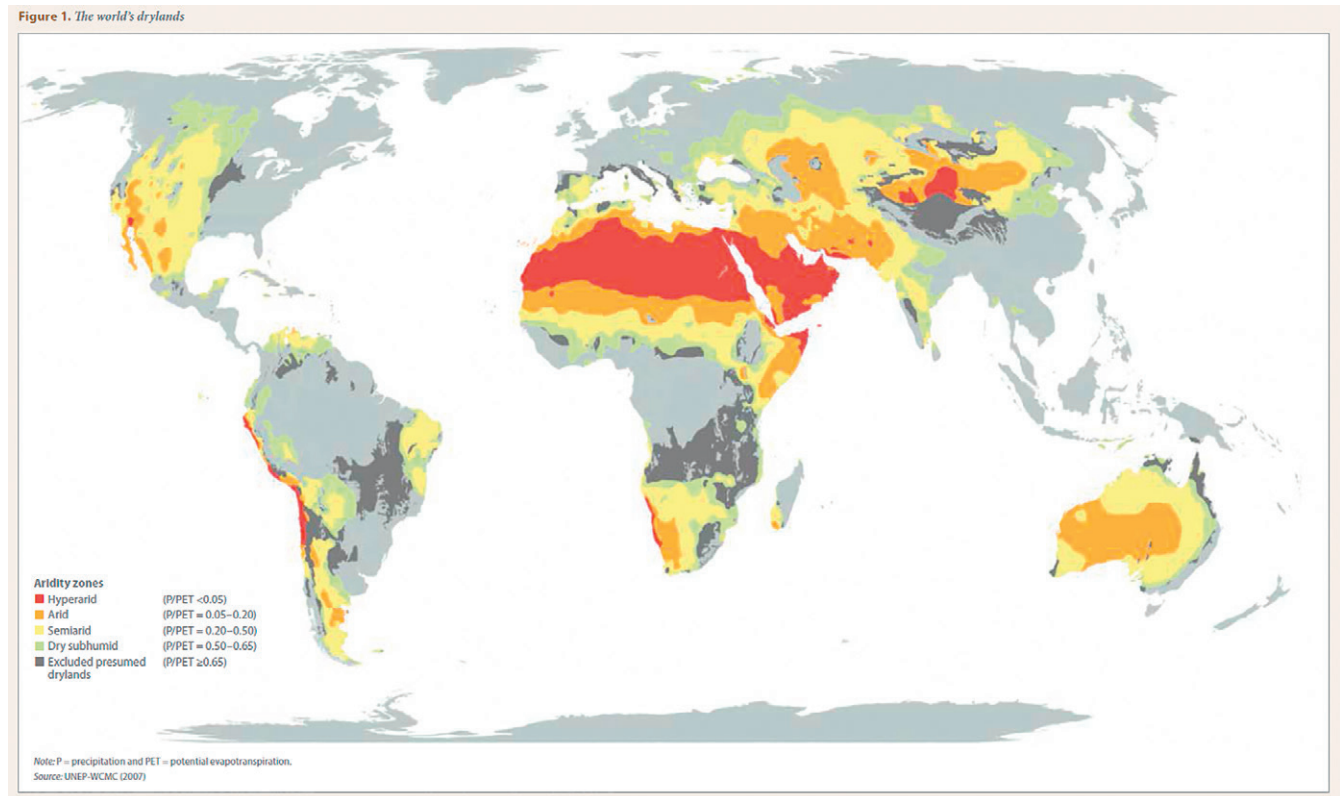 Figure 1. The world's drylands
Aridity zones
Hyperarid (P/PET <0.05)
Arid (P/PET = 0.05–0.20)
Semiarid (P/PET = 0.20–0.50)
Dry subhumid (P/PET = 0.50–0.65)
Excluded presumed (P/PET ≥0.65)
drylands
Note: P = precipitation and PET = potential evapotranspiration.
Source: UNEP-WCMC (2007)